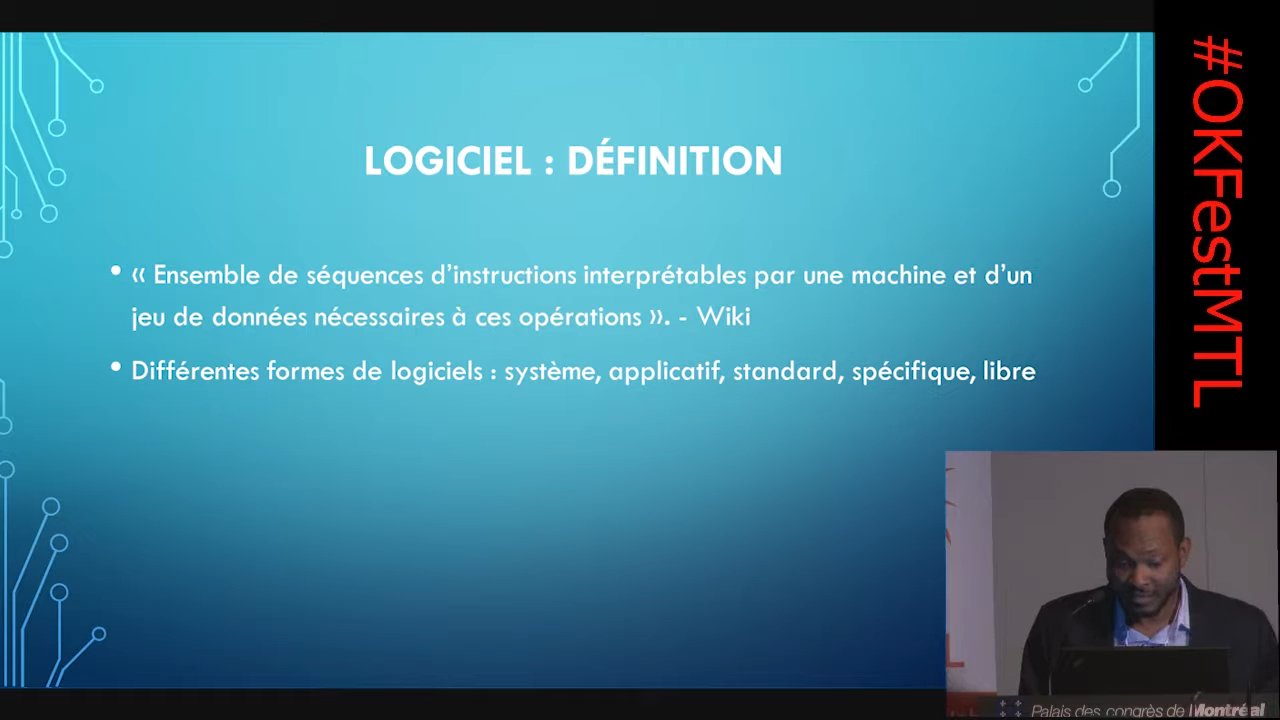 LOGICIEL : DÉFINITION
• « Ensemble de séquences d’instructions interprétables par une machine et d’un
jeu de données nécessaires à ces opérations ». - Wiki
• Différentes formes de logiciels : système, applicatif, standard, spécifique, libre
#OKFestMTL
Palais des congrès de Montréal